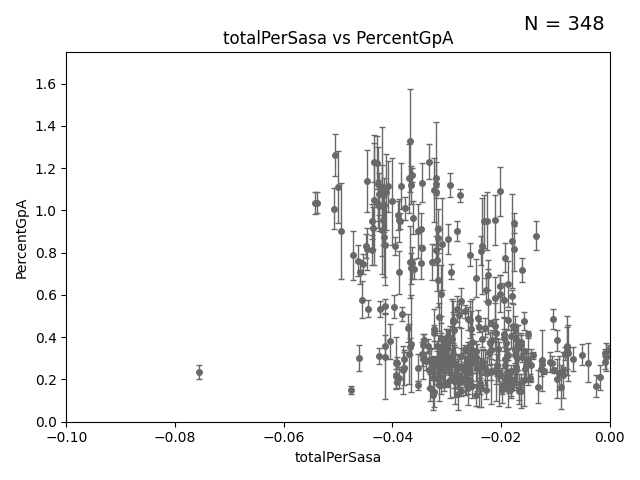 N = 348
totalPerSasa vs PercentGpA
PercentGpA
1.6
1.4
1.2
1.0
0.8
0.6
0.4
0.2
0.0
−0.10 −0.08 −0.06 −0.04 −0.02 0.00
totalPerSasa